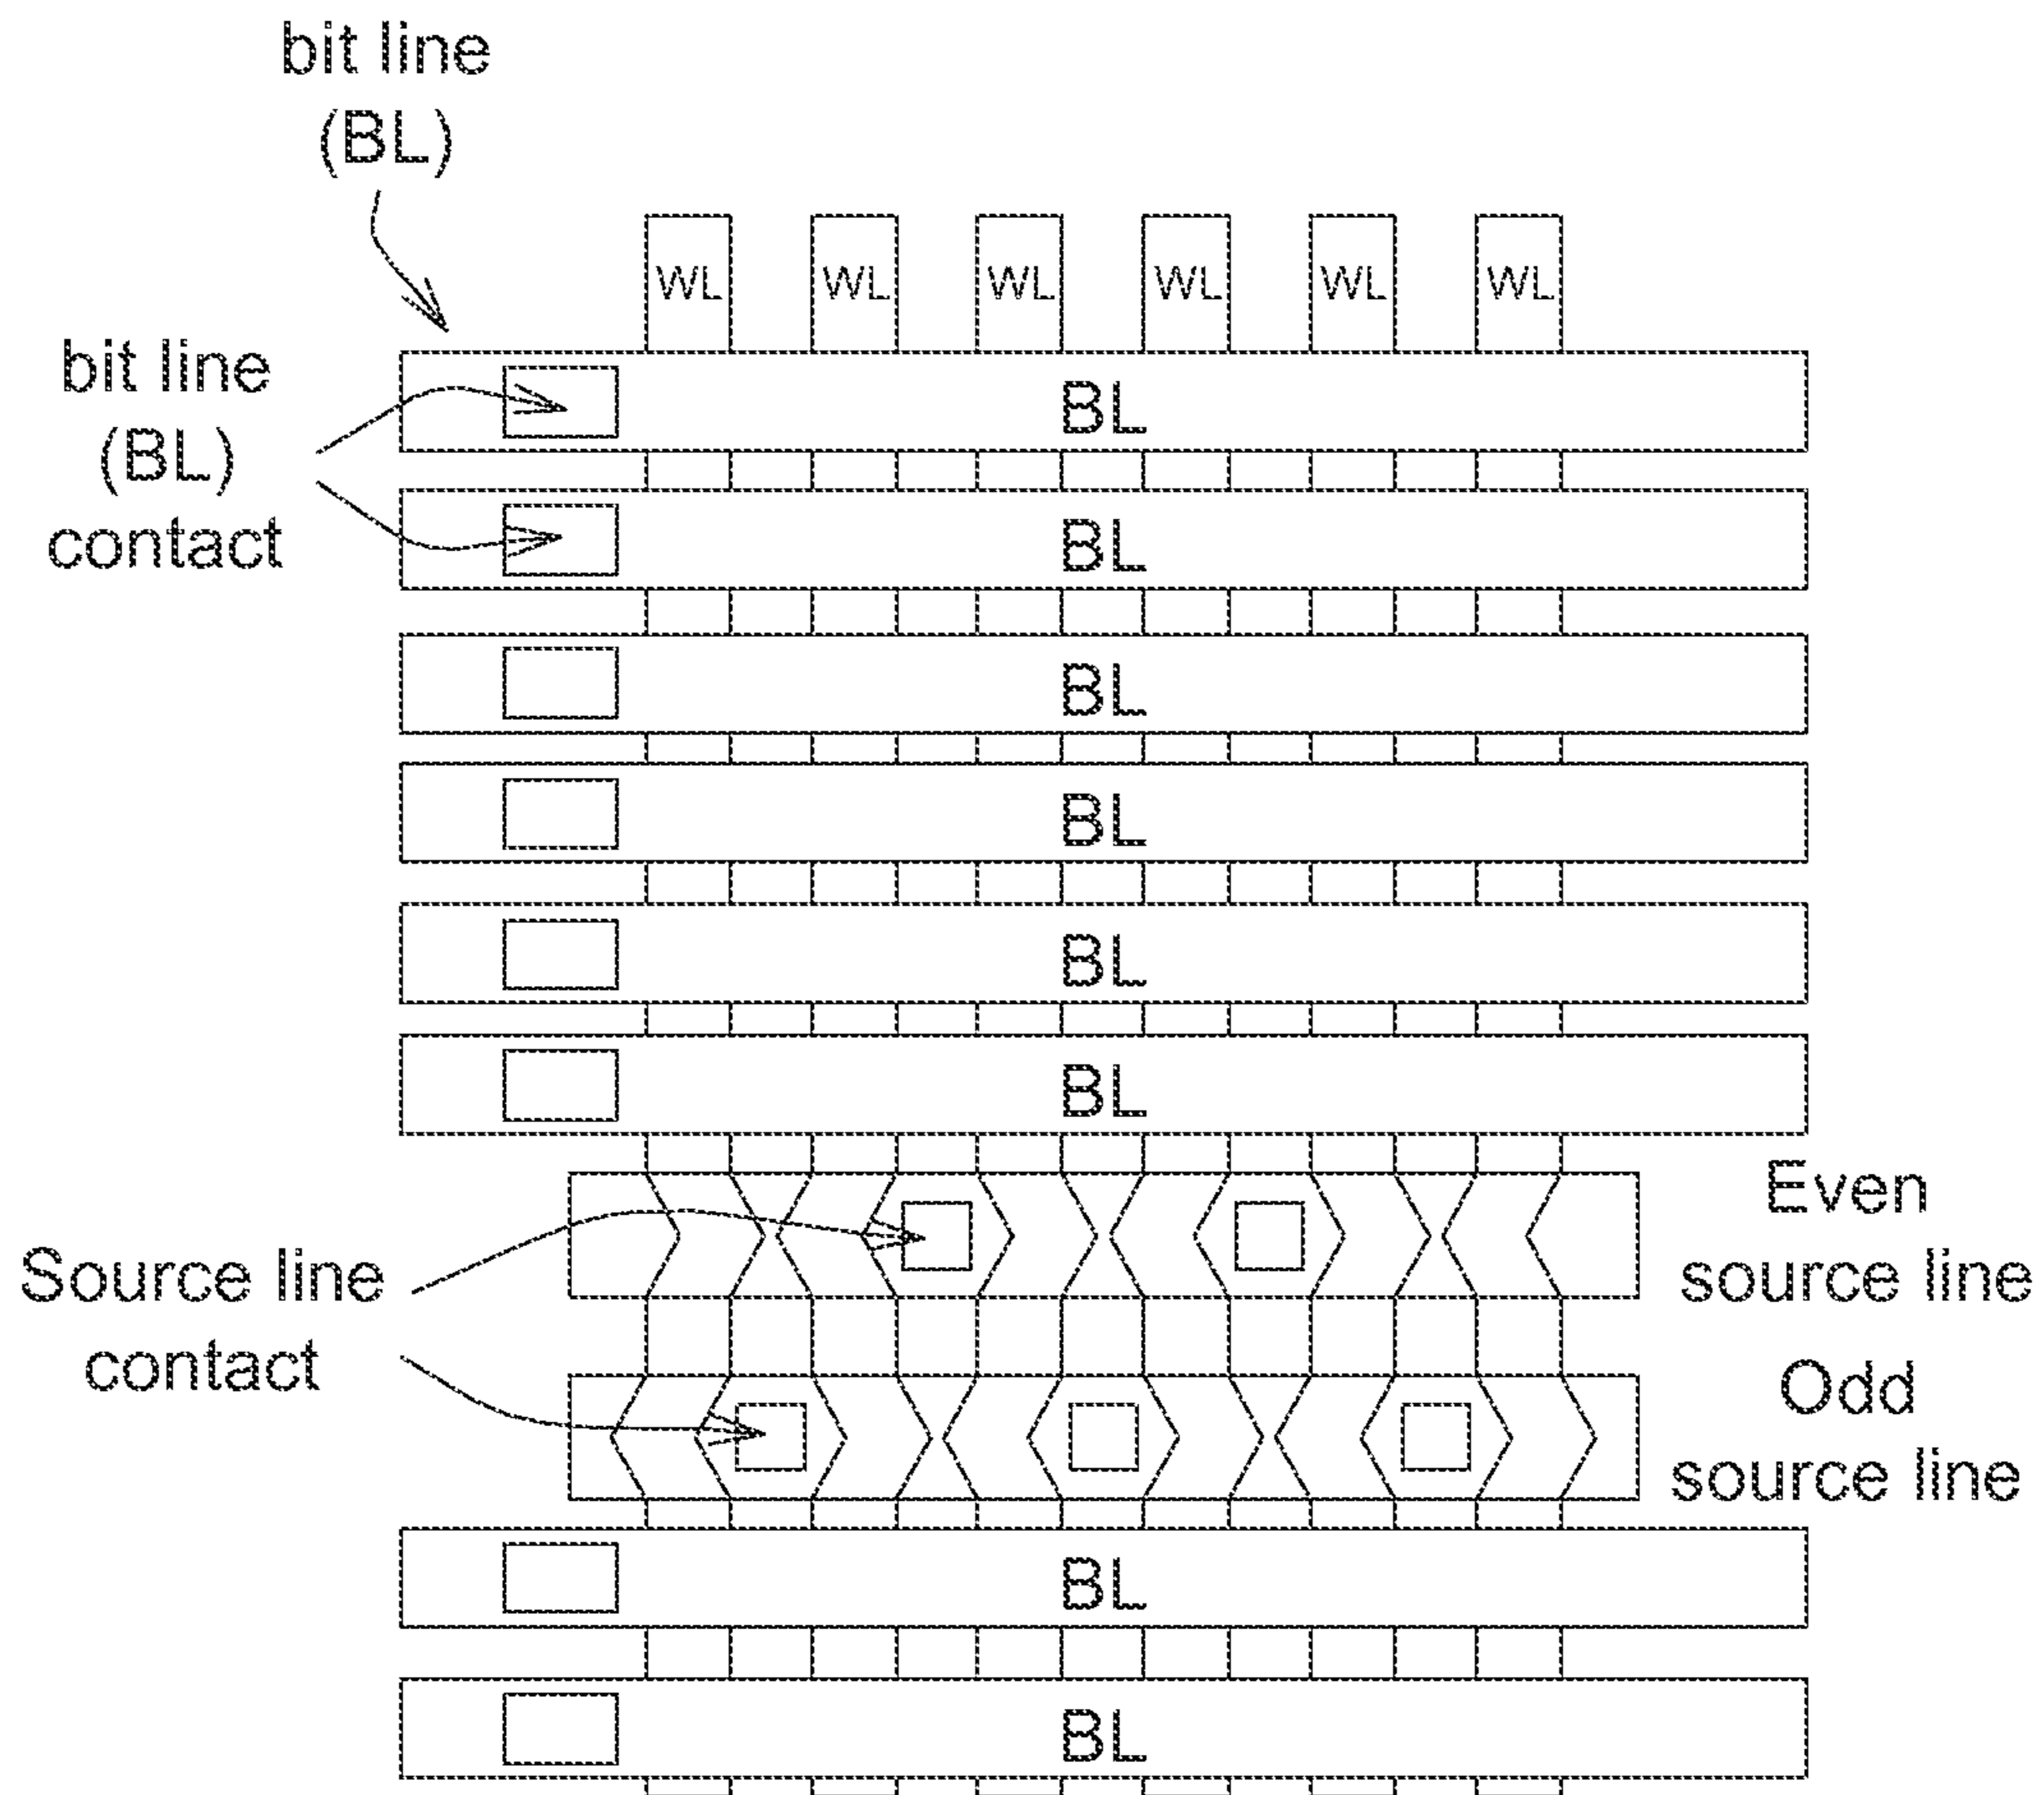 bit line
(BL)
WL WL WL WL WL WL
bit line
(BL)
contact
BL
BL
BL
BL
BL
BL
Even
source line
Source line
contact
Odd
source line
BL
BL